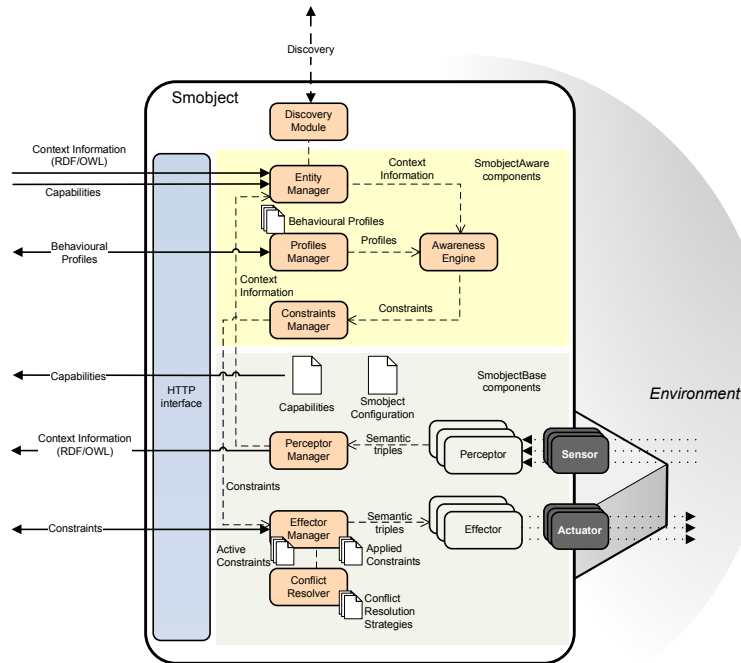 Discovery
Smobject
Discovery
Module
Context Information
(RDF/OWL)
Capabilities
Entity
Manager
Context
Information
SmobjectAware
components
Behavioural Profiles
Behavioural
Profiles
Profiles
Manager
Profiles
Awareness
Engine
Context
Information
Constraints
Manager
Constraints
HTTP
interface
Capabilities
Capabilities
Smobject
Configuration
SmobjectBase
components
Environment
Context Information
(RDF/OWL)
Perceptor
Manager
Semantic
triples
Perceptor
Sensor
Constraints
Constraints
Effector
Manager
Semantic
triples
Effector
Actuator
Active
Constraints
Applied
Constraints
Conflict
Resolver
Conflict
Resolution
Strategies